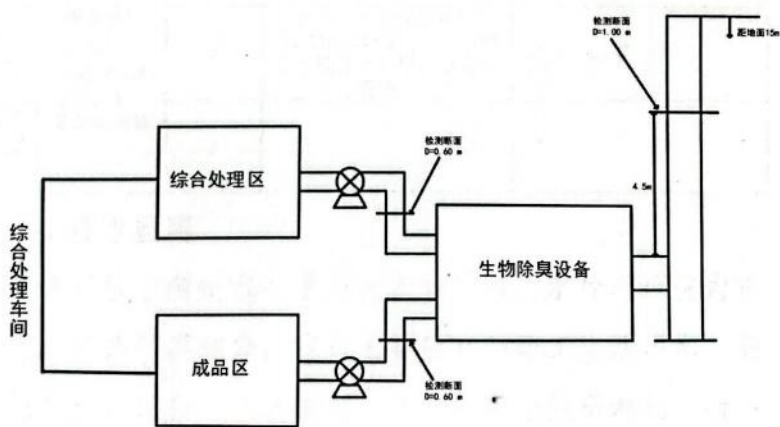 检测断面
D=1.00 m
距地面15m
检测断面
D=0.60 m
综合处理区
4.5m
综合处理车间
生物除臭设备
成品区
检测断面
D=0.60 m